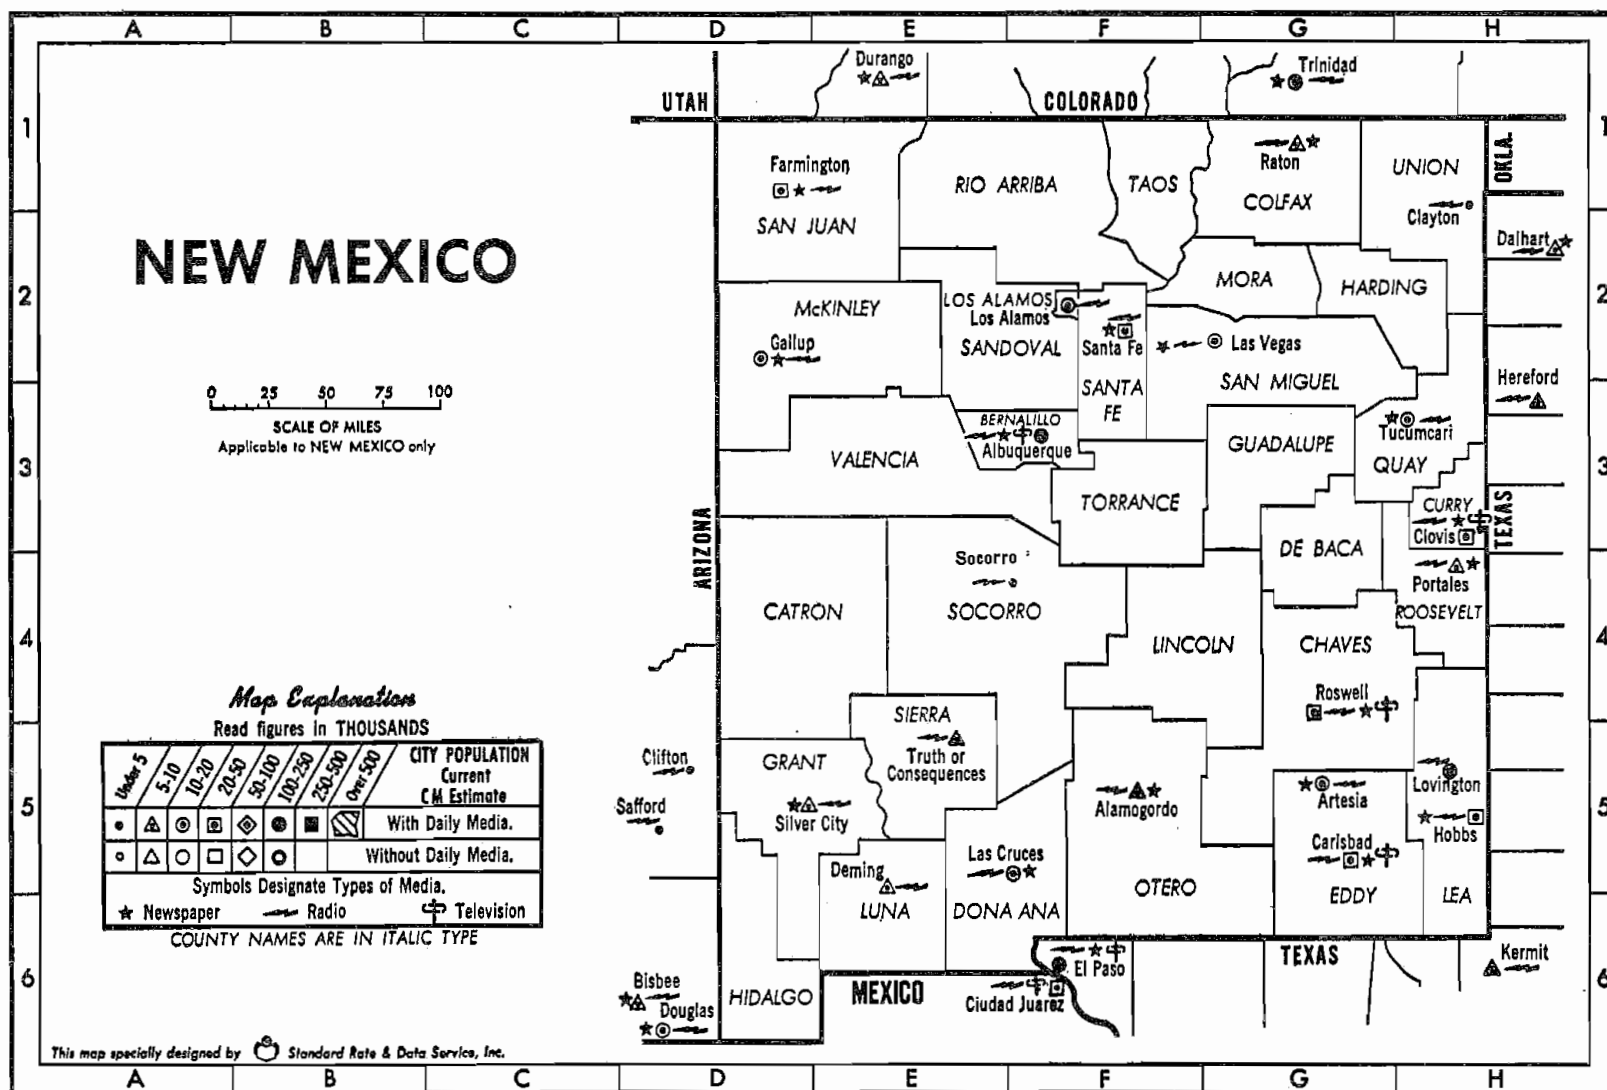 A B C D E F G H
Durango
Trinidad
UTAH
COLORADO
1
1
Farmington
RIO ARRIBA
TAOS
Raton
COLFAX
UNION
OKLA.
Clayton
SAN JUAN
Dalhart
NEW MEXICO
2
2
McKINLEY
LOS ALAMOS
Los Alamos
MORA
HARDING
Gallup
SANDOVAL
Santa Fe
Las Vegas
SANTA
FE
SAN MIGUEL
Hereford
0 25 50 75 100
SCALE OF MILES
Applicable to NEW MEXICO only
BERNALILLO
Albuquerque
Tucumcari
GUADALUPE
3
3
VALENCIA
QUAY
TORRANCE
CURRY
Clovis
TEXAS
ARIZONA
DE BACA
Socorro
Portales
CATRON
SOCORRO
ROOSEVELT
4
4
LINCOLN
CHAVES
Roswell
Map Explanation
Read figures in THOUSANDS
SIERRA
Truth or
Consequences
Under 5
5-10
10-20
20-50
50-100
100-250
250-500
Over 500
CITY POPULATION
Current
CM Estimate
Clifton
GRANT
Lovington
5
5
Safford
Silver City
Alamogordo
Artesia
With Daily Media.
Hobbs
Without Daily Media.
Las Cruces
Carlsbad
Deming
OTERO
Symbols Designate Types of Media.
Newspaper Radio Television
LUNA
DONA ANA
EDDY
LEA
COUNTY NAMES ARE IN ITALIC TYPE
El Paso
TEXAS
Kermit
6
6
Bisbee
HIDALGO
MEXICO
Ciudad Juarez
Douglas
This map specially designed by Standard Rate & Data Service, Inc.
A B C D E F G H